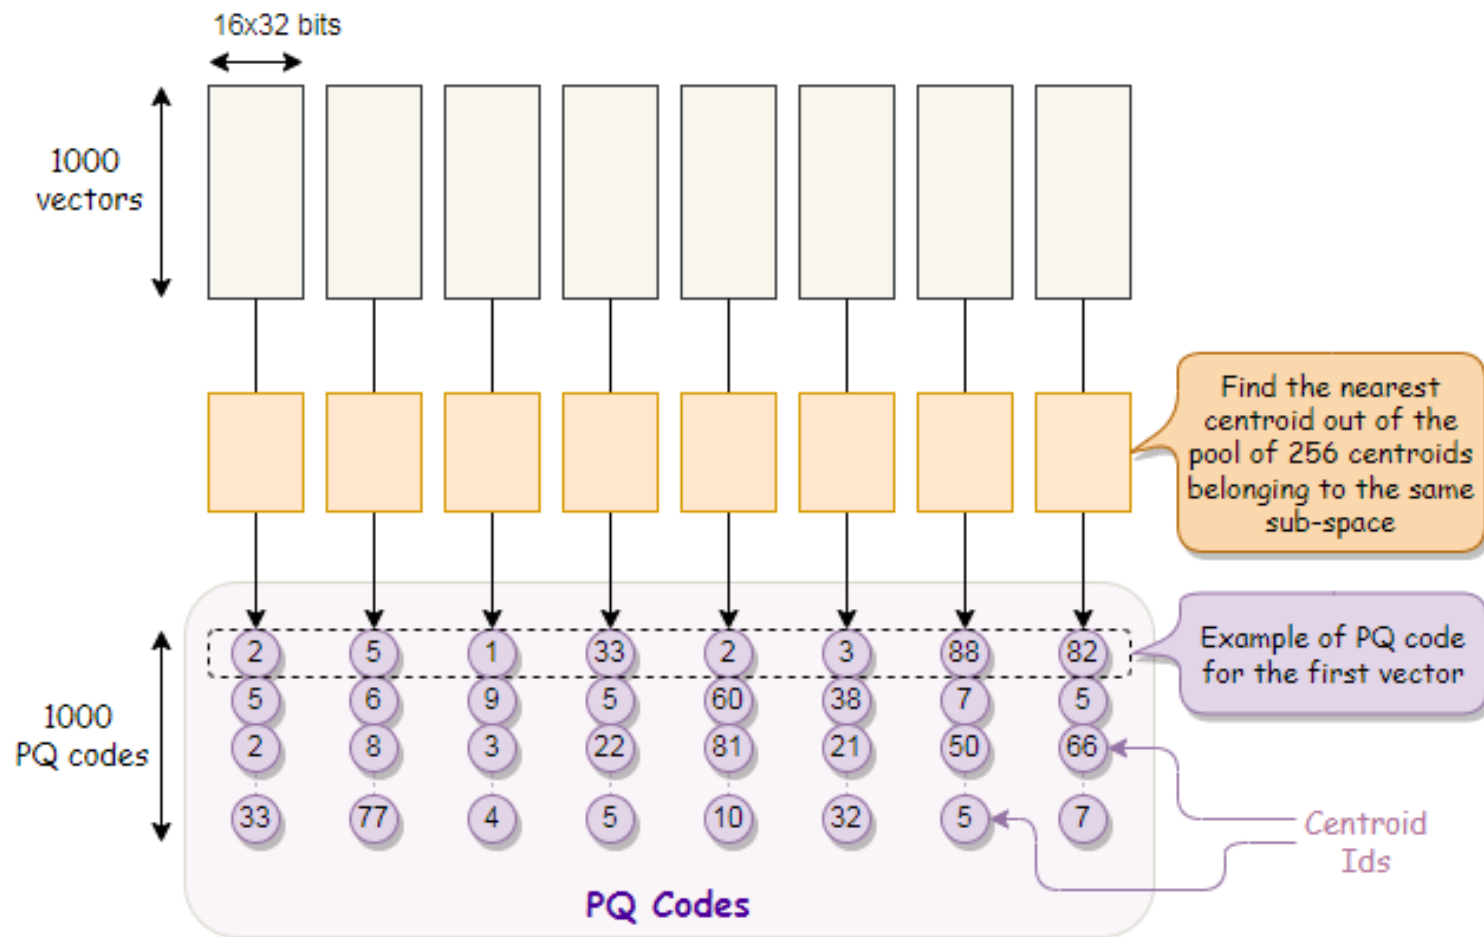 16x32 bits
1000
vectors
Find the nearest
centroid out of the
pool of 256 centroids
belonging to the same
sub-space
2 5 1 33 2 3 88 82
Example of PQ code
for the first vector
5 6 9 5 60 38 7 5
1000
PQ codes
2 8 3 22 81 21 50 66
33 77 4 5 10 32 5 7
Centroid
Ids
PQ Codes